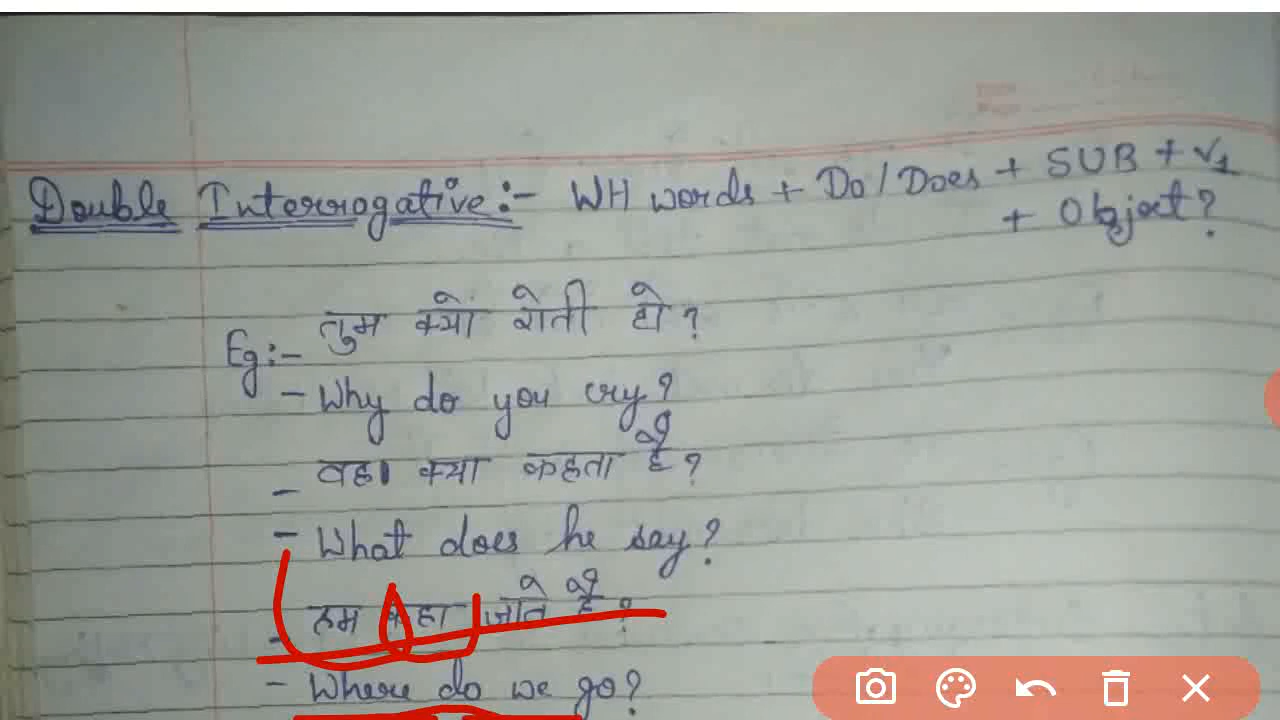 Double Interrogative:- WH words + Do/Does + SUB + V1
+ Object?
Eg:- तुम क्यो रोती हो?
- Why do you cry?
- वह। क्या कहता है?
- What does he say?
- हम कहा जाते है?
- Where do we go?